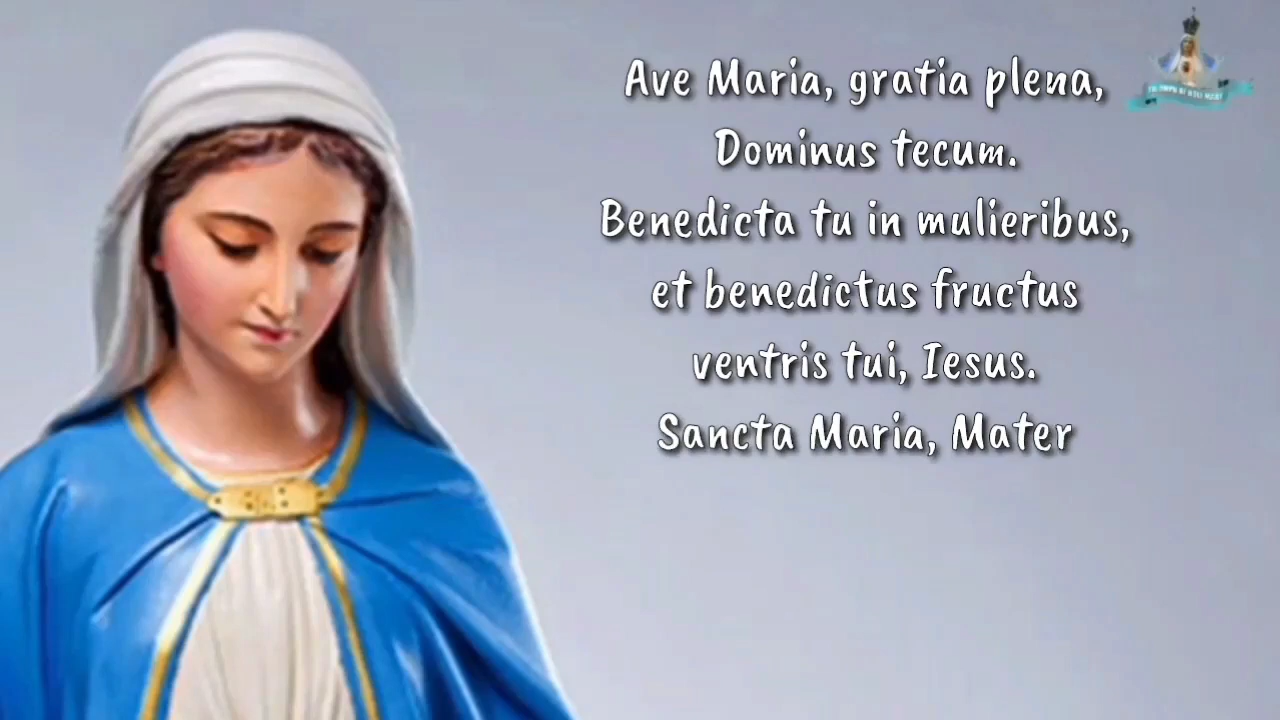 Ave Maria, gratia plena,
Dominus tecum.
Benedicta tu in mulieribus,
et benedictus fructus
ventris tui, Iesus.
Sancta Maria, Mater